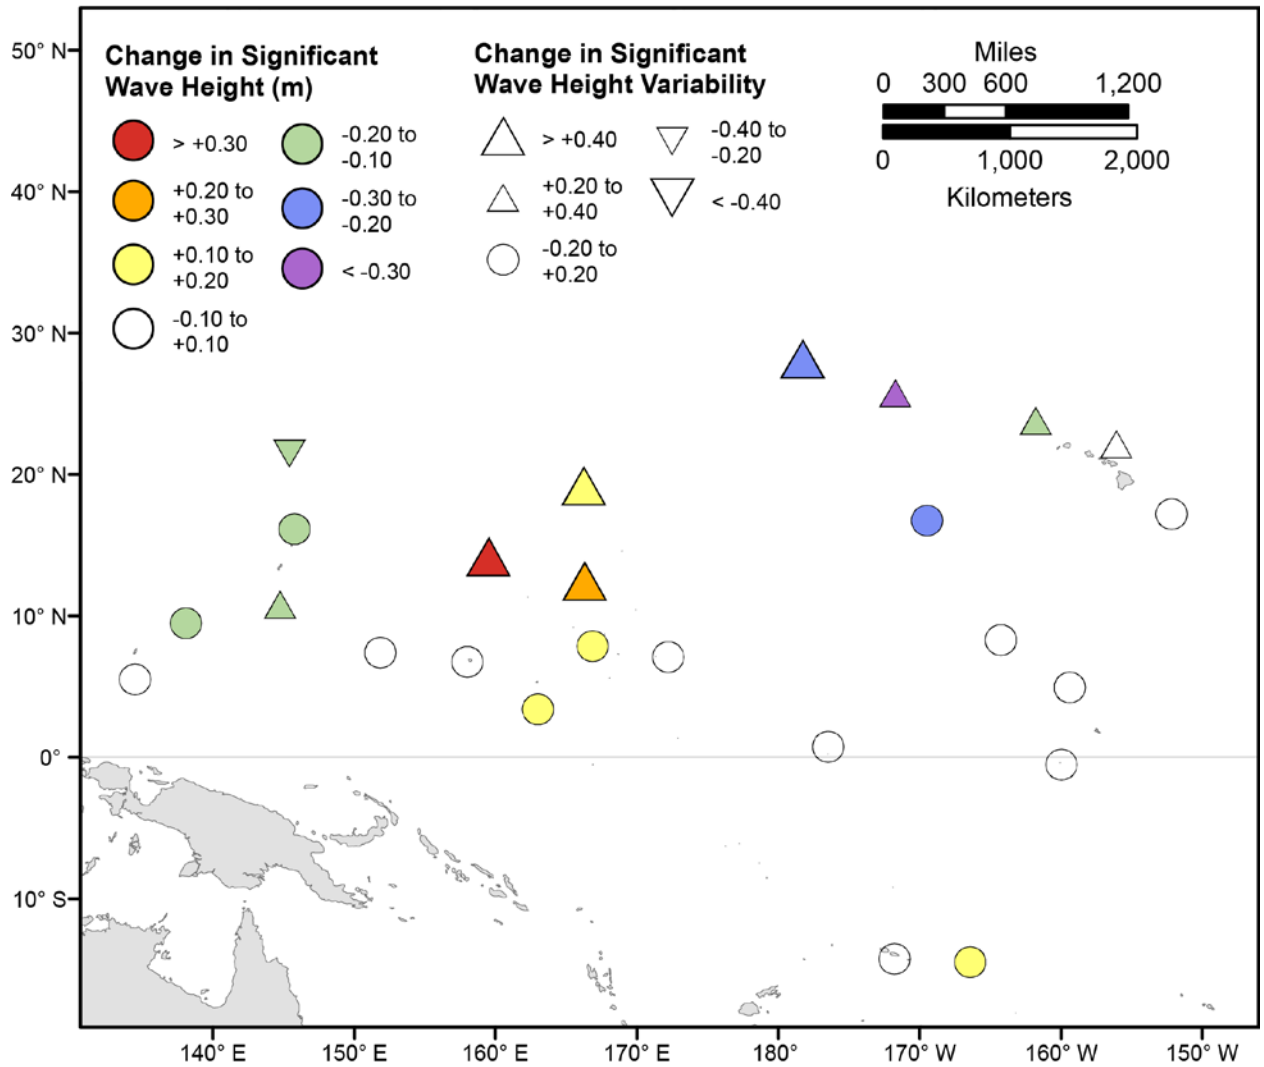 Change in Significant
Wave Height (m)
> +0.30
+0.20 to
+0.30
+0.10 to
+0.20
-0.10 to
+0.10
-0.20 to
-0.10
-0.30 to
-0.20
< -0.30
Change in Significant
Wave Height Variability
> +0.40
+0.20 to
+0.40
-0.20 to
+0.20
-0.40 to
-0.20
< -0.40
Miles
0 300 600 1,200
0 1,000 2,000
Kilometers
50° N
40° N
30° N
20° N
10° N
0°
10° S
140° E 150° E 160° E 170° E 180° 170° W 160° W 150° W